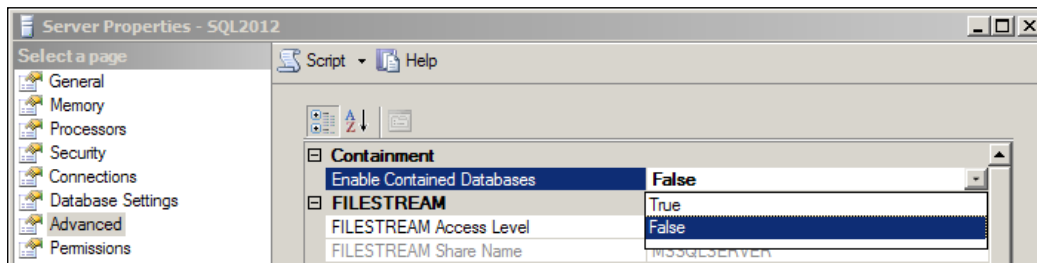 Server Properties - SQL2012
Select a page
General
Memory
Processors
Security
Connections
Database Settings
Advanced
Permissions
Script
Help
Containment
Enable Contained Databases False
True
False
FILESTREAM
FILESTREAM Access Level
FILESTREAM Share Name MSSQLSERVER